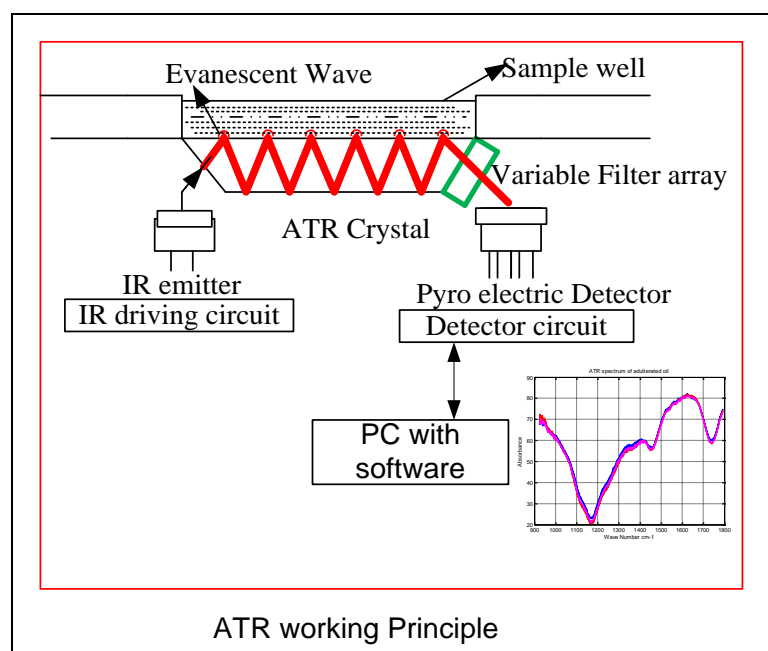 Evanescent Wave
Sample well
Variable Filter array
ATR Crystal
IR emitter
IR driving circuit
Pyro electric Detector
Detector circuit
PC with
software
ATR spectrum of adulterated oil
Absorbance
90
80
70
60
50
40
30
20
900 1000 1100 1200 1300 1400 1500 1600 1700 1800
Wave Number cm-1
ATR working Principle